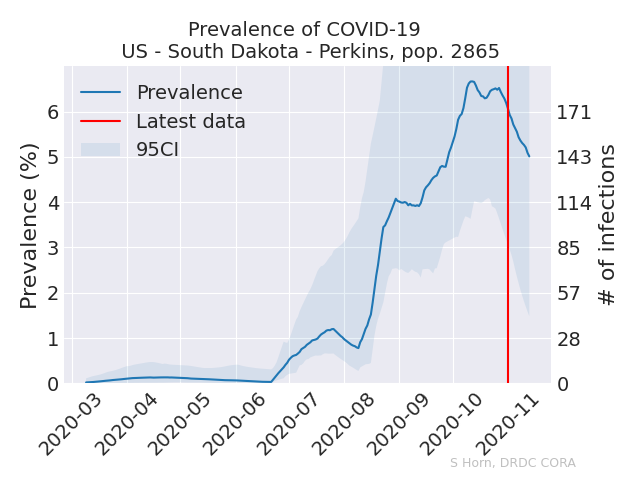 Prevalence of COVID-19
US - South Dakota - Perkins, pop. 2865
Prevalence
Latest data
95CI
Prevalence (%)
6
5
4
3
2
1
0
171
143
114
85
57
28
0
# of infections
2020-03
2020-04
2020-05
2020-06
2020-07
2020-08
2020-09
2020-10
2020-11
S Horn, DRDC CORA